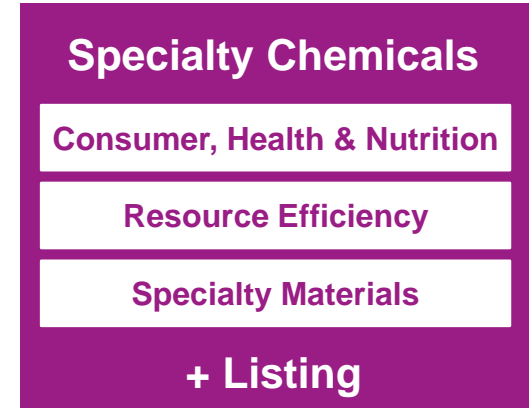 Specialty Chemicals
Consumer, Health & Nutrition
Resource Efficiency
Specialty Materials
+ Listing